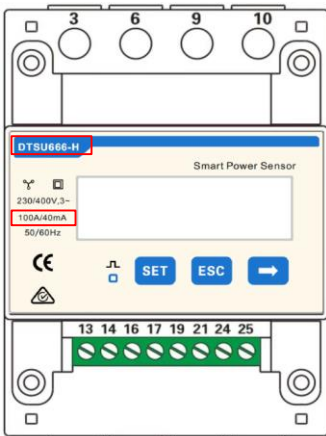 3 6 9 10
DTSU666-H
Smart Power Sensor
230/400V,3~
100A/40mA
50/60Hz
CE
SET ESC
13 14 16 17 19 21 24 25